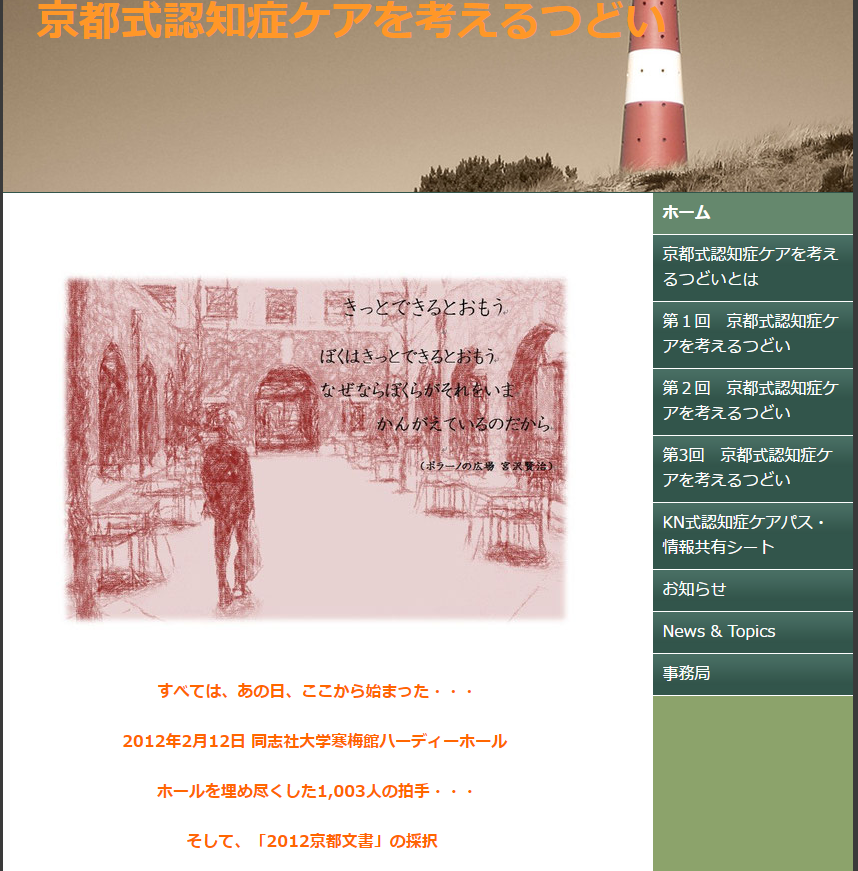 京都式認知症ケアを考えるつどい
ホーム
京都式認知症ケアを考え
るつどいとは
第１回　京都式認知症ケ
アを考えるつどい
第２回　京都式認知症ケ
アを考えるつどい
第3回　京都式認知症ケ
アを考えるつどい
KN式認知症ケアパス・
情報共有シート
お知らせ
News & Topics
事務局
きっとできるとおもう
ぼくはきっとできるとおもう
なぜならぼくらがそれをいま
かんがえているのだから
（ポラーノの広場 宮沢賢治）
すべては、あの日、ここから始まった・・・
2012年2月12日 同志社大学寒梅館ハーディーホール
ホールを埋め尽くした1,003人の拍手・・・
そして、「2012京都文書」の採択